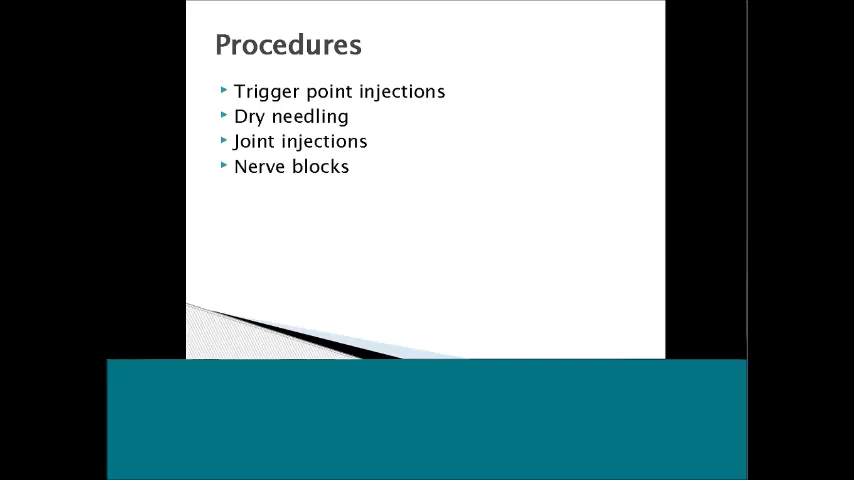 Procedures
Trigger point injections
Dry needling
Joint injections
Nerve blocks